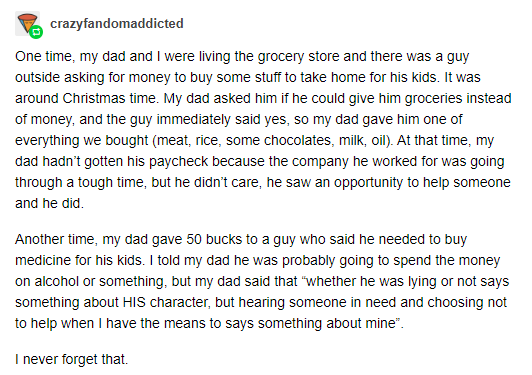 crazyfandomaddicted
One time, my dad and I were living the grocery store and there was a guy
outside asking for money to buy some stuff to take home for his kids. It was
around Christmas time. My dad asked him if he could give him groceries instead
of money, and the guy immediately said yes, so my dad gave him one of
everything we bought (meat, rice, some chocolates, milk, oil). At that time, my
dad hadn't gotten his paycheck because the company he worked for was going
through a tough time, but he didn't care, he saw an opportunity to help someone
and he did.
Another time, my dad gave 50 bucks to a guy who said he needed to buy
medicine for his kids. I told my dad he was probably going to spend the money
on alcohol or something, but my dad said that “whether he was lying or not says
something about HIS character, but hearing someone in need and choosing not
to help when I have the means to says something about mine”.
I never forget that.